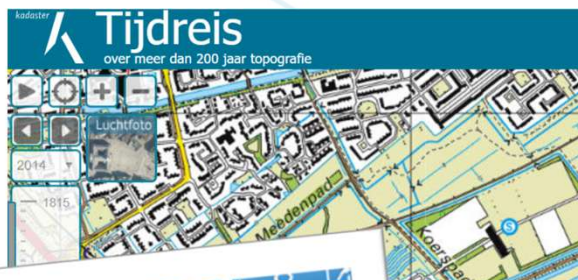 kadaster
Tijdreis
over meer dan 200 jaar topografie
Luchtfoto
2014
1815
Meedenpad
Koerspad
S